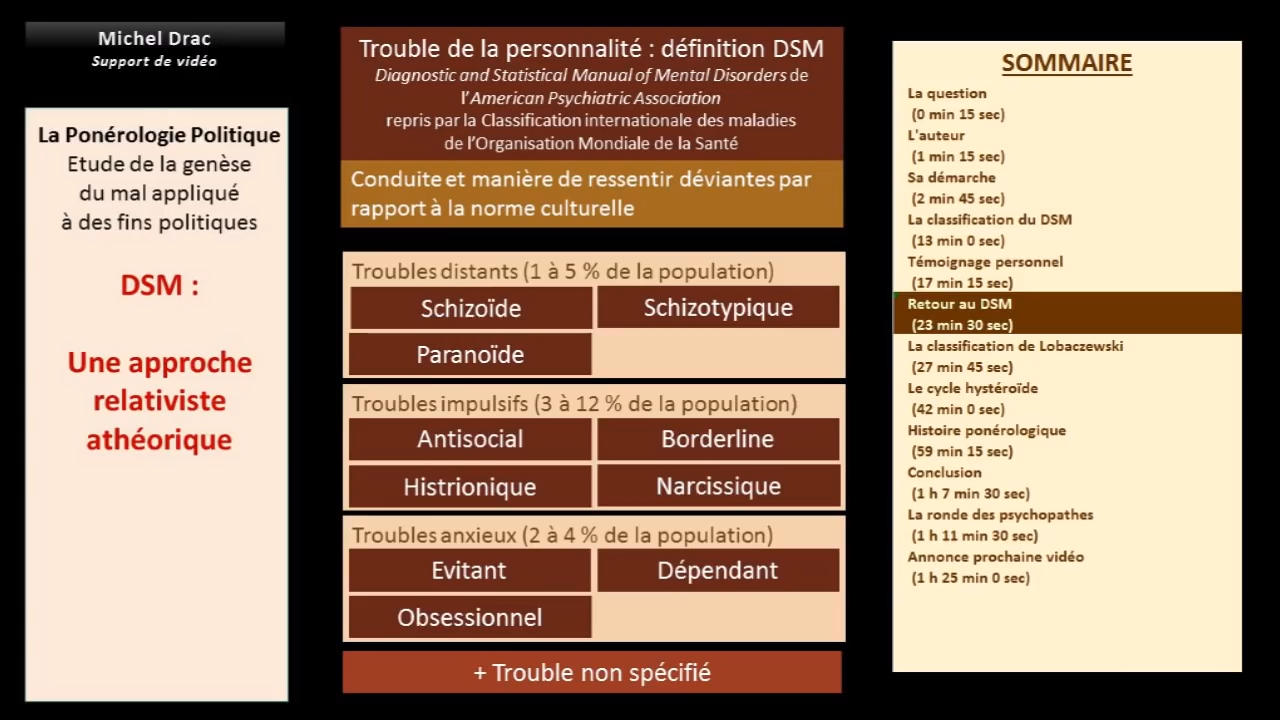 Michel Drac
Support de vidéo
La Ponérologie Politique
Etude de la genèse
du mal appliqué
à des fins politiques
DSM :
Une approche
relativiste
athéorique
Trouble de la personnalité : définition DSM
Diagnostic and Statistical Manual of Mental Disorders de
l'American Psychiatric Association
repris par la Classification internationale des maladies
de l'Organisation Mondiale de la Santé
Conduite et manière de ressentir déviantes par
rapport à la norme culturelle
Troubles distants (1 à 5 % de la population)
Schizoïde
Schizotypique
Paranoïde
Troubles impulsifs (3 à 12 % de la population)
Antisocial
Borderline
Histrionique
Narcissique
Troubles anxieux (2 à 4 % de la population)
Evitant
Dépendant
Obsessionnel
+ Trouble non spécifié
SOMMAIRE
La question
(0 min 15 sec)
L'auteur
(1 min 15 sec)
Sa démarche
(2 min 45 sec)
La classification du DSM
(13 min 0 sec)
Témoignage personnel
(17 min 15 sec)
Retour au DSM
(23 min 30 sec)
La classification de Lobaczewski
(27 min 45 sec)
Le cycle hystéroïde
(42 min 0 sec)
Histoire ponérologique
(59 min 15 sec)
Conclusion
(1 h 7 min 30 sec)
La ronde des psychopathes
(1 h 11 min 30 sec)
Annonce prochaine vidéo
(1 h 25 min 0 sec)